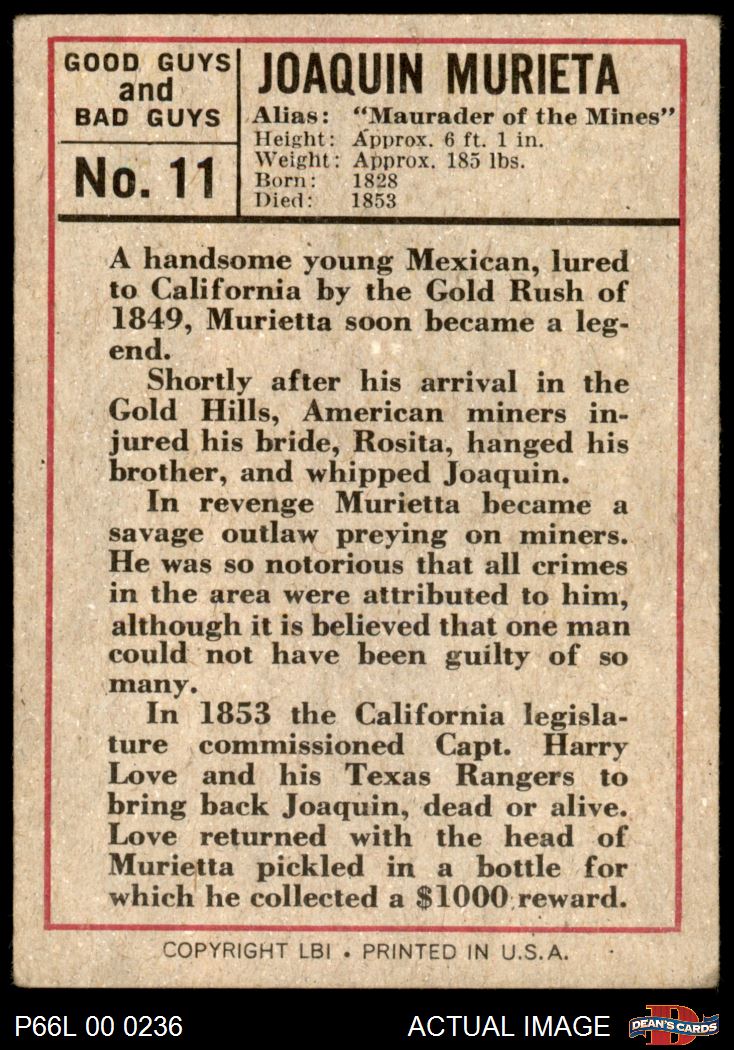 GOOD GUYS
and
BAD GUYS
No. 11
JOAQUIN MURIETA
Alias: "Maurader of the Mines"
Height: Approx. 6 ft. 1 in.
Weight: Approx. 185 lbs.
Born: 1828
Died: 1853
A handsome young Mexican, lured
to California by the Gold Rush of
1849, Murietta soon became a leg-
end.
Shortly after his arrival in the
Gold Hills, American miners in-
jured his bride, Rosita, hanged his
brother, and whipped Joaquin.
In revenge Murietta became a
savage outlaw preying on miners.
He was so notorious that all crimes
in the area were attributed to him,
although it is believed that one man
could not have been guilty of so
many.
In 1853 the California legisla-
ture commissioned Capt. Harry
Love and his Texas Rangers to
bring back Joaquin, dead or alive.
Love returned with the head of
Murietta pickled in a bottle for
which he collected a $1000 reward.
COPYRIGHT LBI • PRINTED IN U.S.A.
P66L 00 0236
ACTUAL IMAGE
D
DEAN'S CARDS